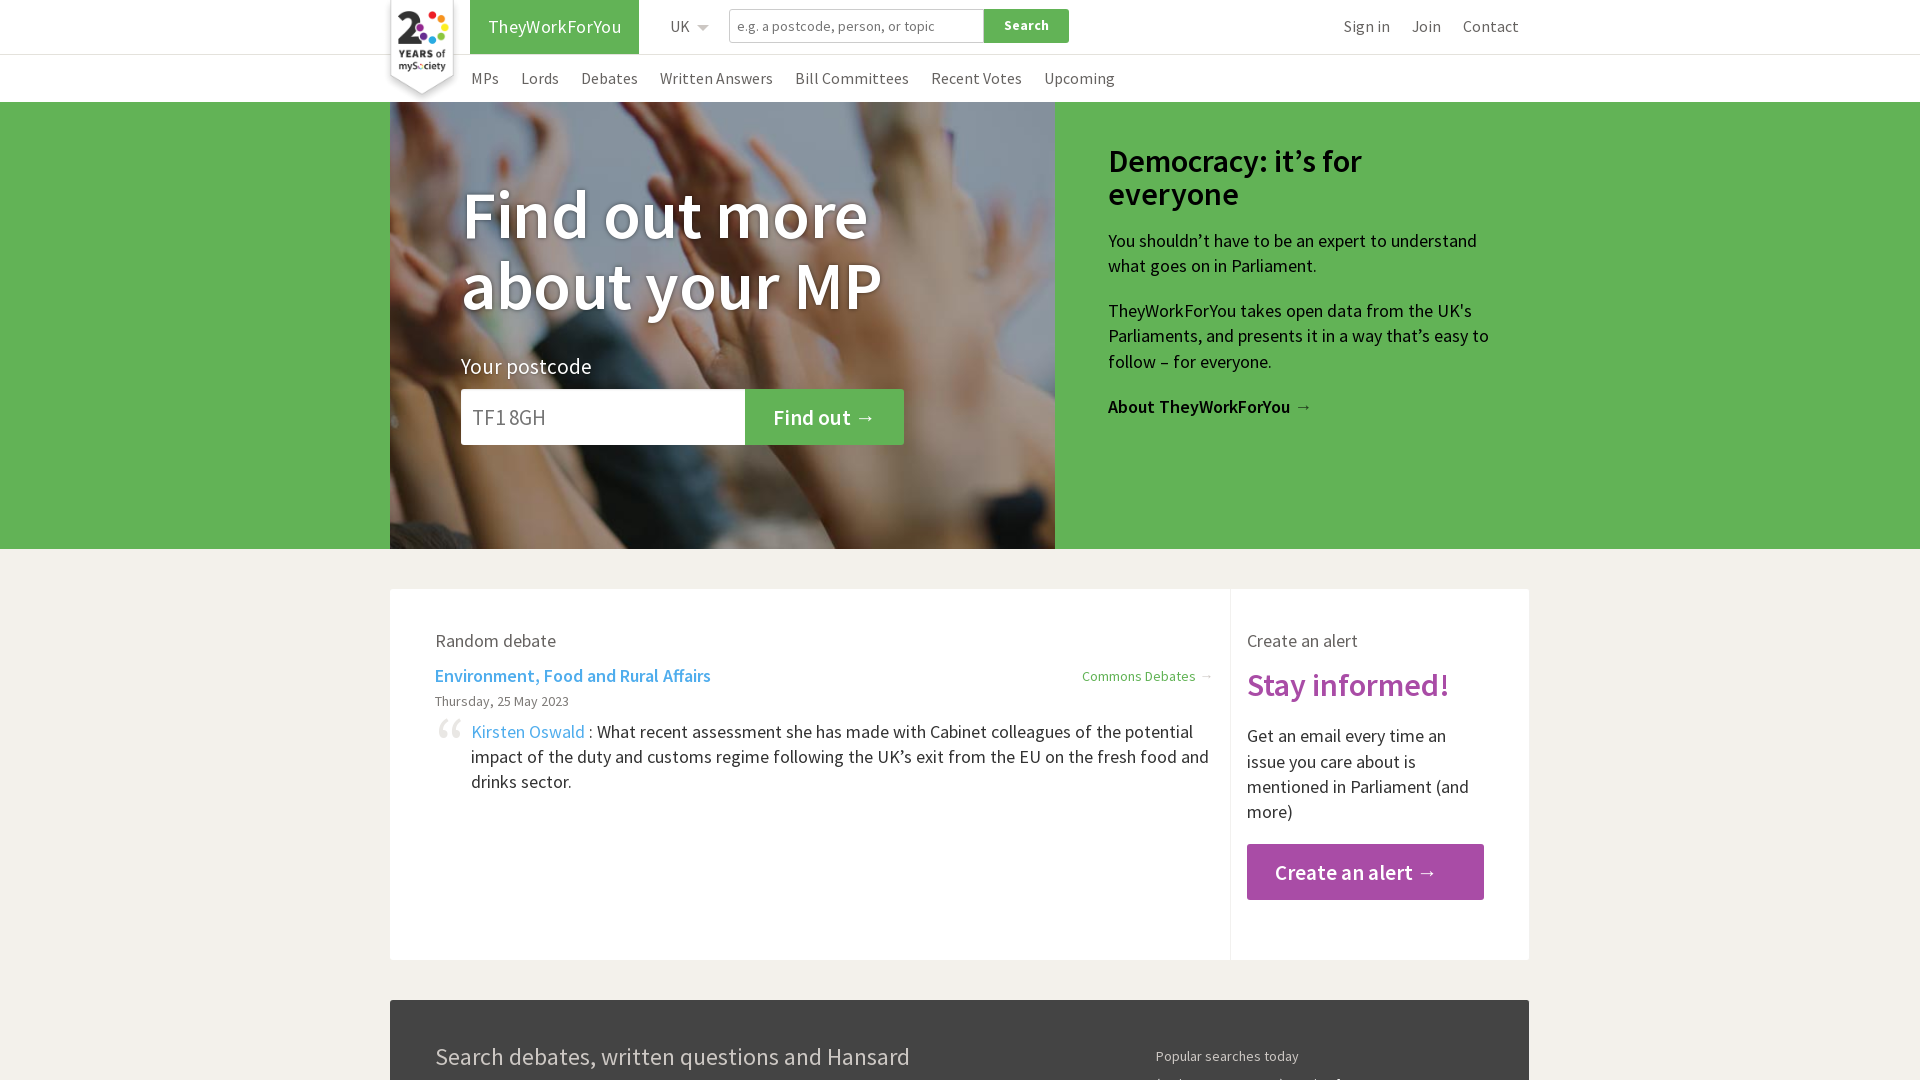 20
YEARS of
mySociety
TheyWorkForYou
UK
e.g. a postcode, person, or topic
Search
Sign in
Join
Contact
MPs
Lords
Debates
Written Answers
Bill Committees
Recent Votes
Upcoming
Find out more
about your MP
Your postcode
TF1 8GH
Find out →
Democracy: it’s for
everyone
You shouldn’t have to be an expert to understand
what goes on in Parliament.
TheyWorkForYou takes open data from the UK's
Parliaments, and presents it in a way that’s easy to
follow – for everyone.
About TheyWorkForYou →
Random debate
Environment, Food and Rural Affairs
Commons Debates →
Thursday, 25 May 2023
“ Kirsten Oswald : What recent assessment she has made with Cabinet colleagues of the potential
impact of the duty and customs regime following the UK’s exit from the EU on the fresh food and
drinks sector.
Create an alert
Stay informed!
Get an email every time an
issue you care about is
mentioned in Parliament (and
more)
Create an alert →
Search debates, written questions and Hansard
Popular searches today